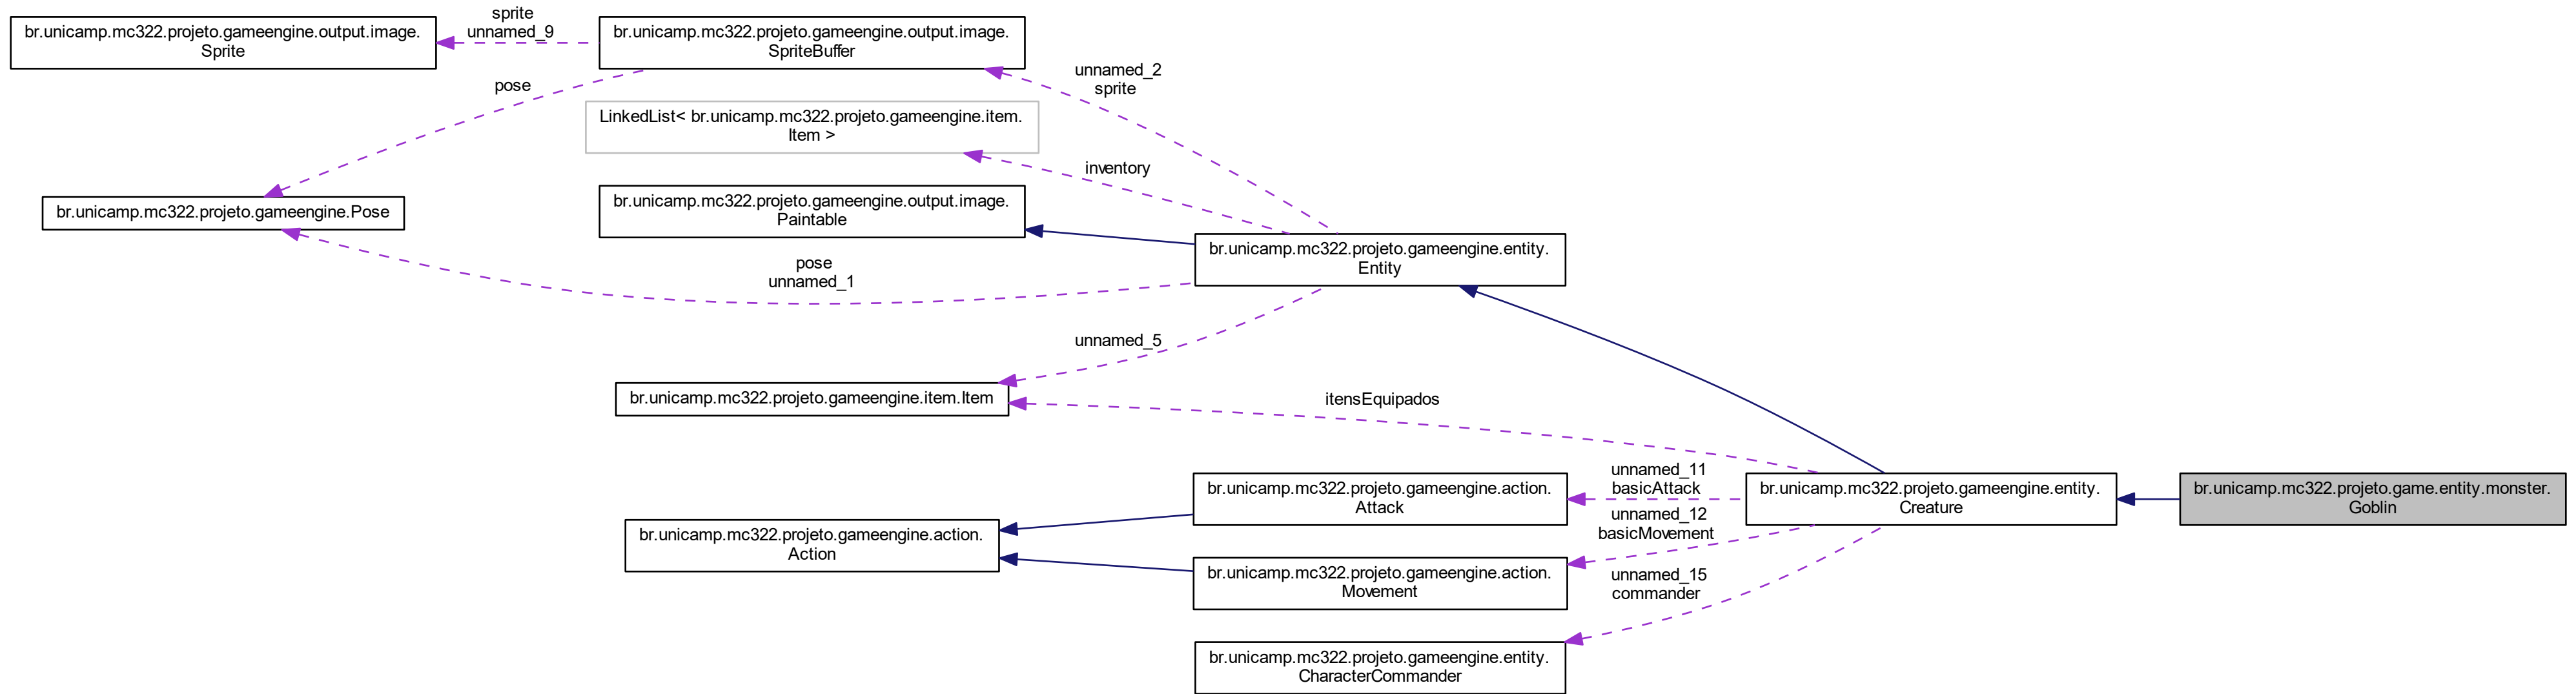 br.unicamp.mc322.projeto.gameengine.output.image.
Sprite
sprite
unnamed_9
br.unicamp.mc322.projeto.gameengine.output.image.
SpriteBuffer
pose
unnamed_2
sprite
LinkedList< br.unicamp.mc322.projeto.gameengine.item.
Item >
inventory
br.unicamp.mc322.projeto.gameengine.Pose
br.unicamp.mc322.projeto.gameengine.output.image.
Paintable
br.unicamp.mc322.projeto.gameengine.entity.
Entity
pose
unnamed_1
unnamed_5
br.unicamp.mc322.projeto.gameengine.item.Item
itensEquipados
br.unicamp.mc322.projeto.gameengine.action.
Attack
unnamed_11
basicAttack
br.unicamp.mc322.projeto.gameengine.entity.
Creature
br.unicamp.mc322.projeto.game.entity.monster.
Goblin
br.unicamp.mc322.projeto.gameengine.action.
Action
unnamed_12
basicMovement
br.unicamp.mc322.projeto.gameengine.action.
Movement
unnamed_15
commander
br.unicamp.mc322.projeto.gameengine.entity.
CharacterCommander